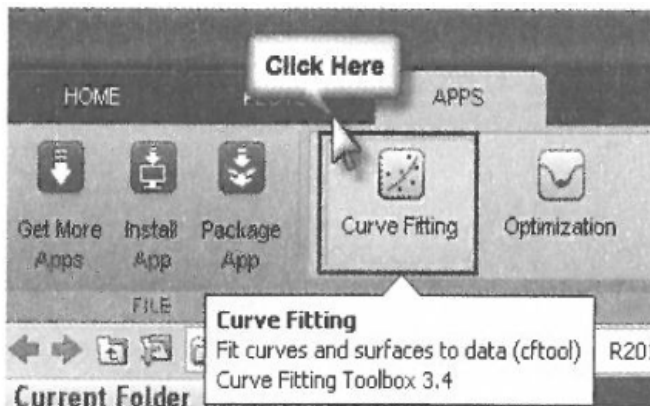 Click Here
HOME
APPS
Get More Apps
Install App
Package App
Curve Fitting
Optimization
FILE
Curve Fitting
Fit curves and surfaces to data (cftool)
Curve Fitting Toolbox 3.4
R201
Current Folder